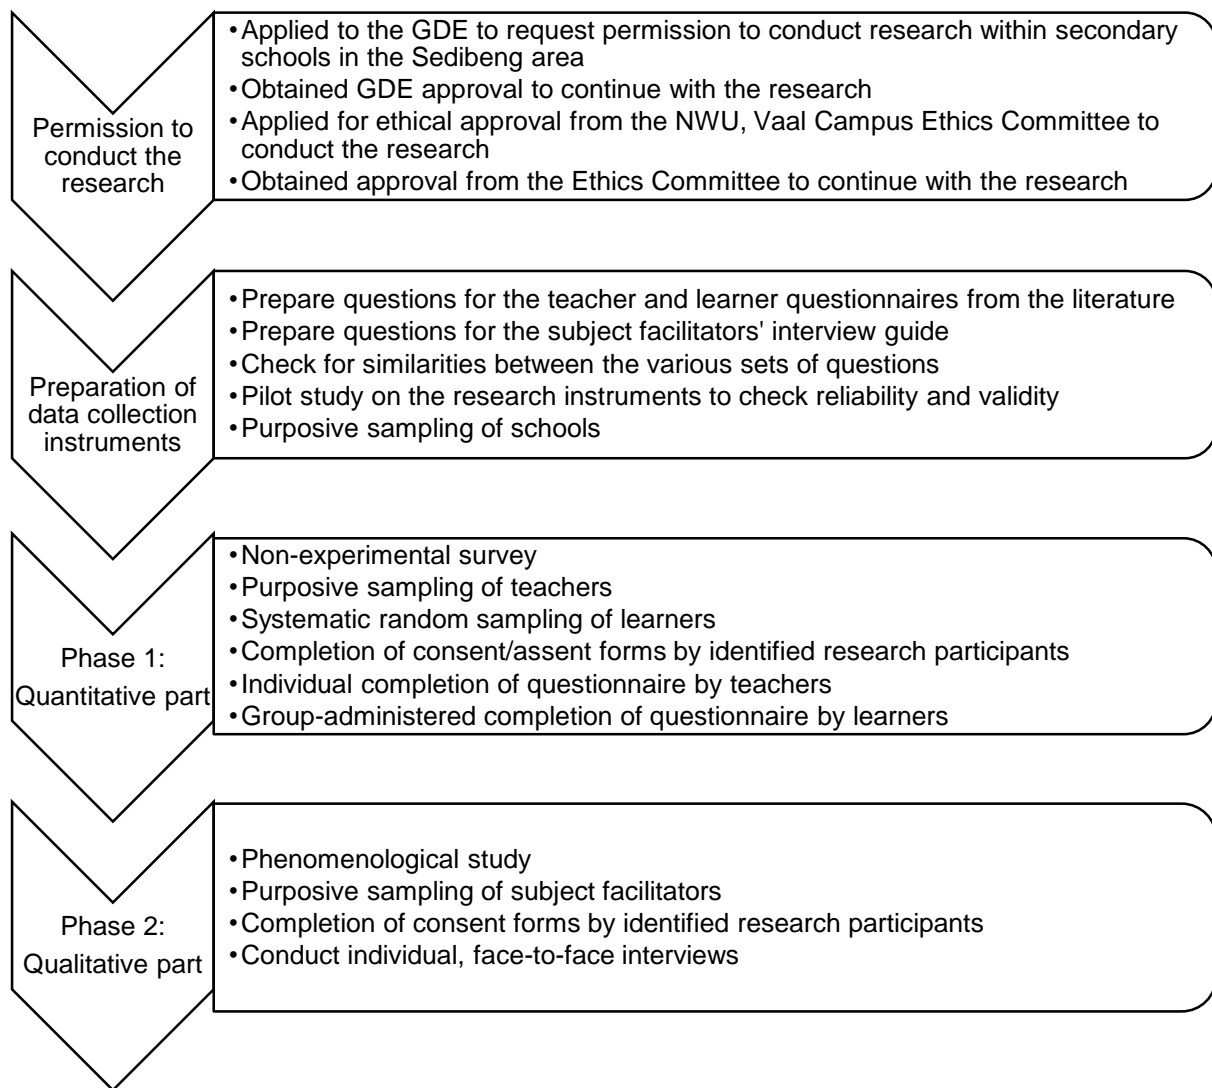 Permission to
conduct the
research
•Applied to the GDE to request permission to conduct research within secondary
schools in the Sedibeng area
•Obtained GDE approval to continue with the research
•Applied for ethical approval from the NWU, Vaal Campus Ethics Committee to
conduct the research
•Obtained approval from the Ethics Committee to continue with the research
Preparation of
data collection
instruments
•Prepare questions for the teacher and learner questionnaires from the literature
•Prepare questions for the subject facilitators' interview guide
•Check for similarities between the various sets of questions
•Pilot study on the research instruments to check reliability and validity
•Purposive sampling of schools
Phase 1:
Quantitative part
•Non-experimental survey
•Purposive sampling of teachers
•Systematic random sampling of learners
•Completion of consent/assent forms by identified research participants
•Individual completion of questionnaire by teachers
•Group-administered completion of questionnaire by learners
Phase 2:
Qualitative part
•Phenomenological study
•Purposive sampling of subject facilitators
•Completion of consent forms by identified research participants
•Conduct individual, face-to-face interviews